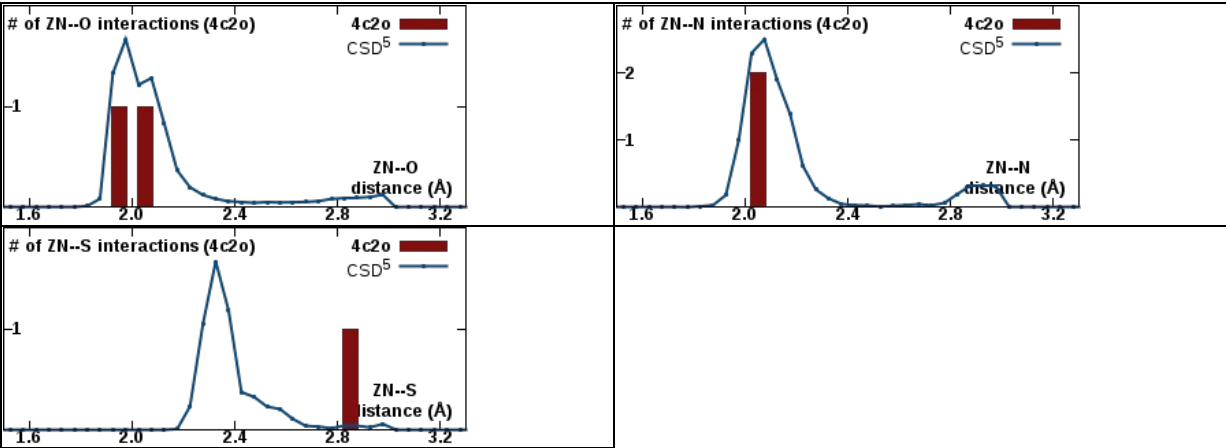 # of ZN--O interactions (4c2o)
4c2o
CSD5
1
ZN--O
distance (Å)
1.6 2.0 2.4 2.8 3.2
# of ZN--N interactions (4c2o)
4c2o
CSD5
2
1
ZN--N
distance (Å)
1.6 2.0 2.4 2.8 3.2
# of ZN--S interactions (4c2o)
4c2o
CSD5
1
ZN--S
distance (Å)
1.6 2.0 2.4 2.8 3.2